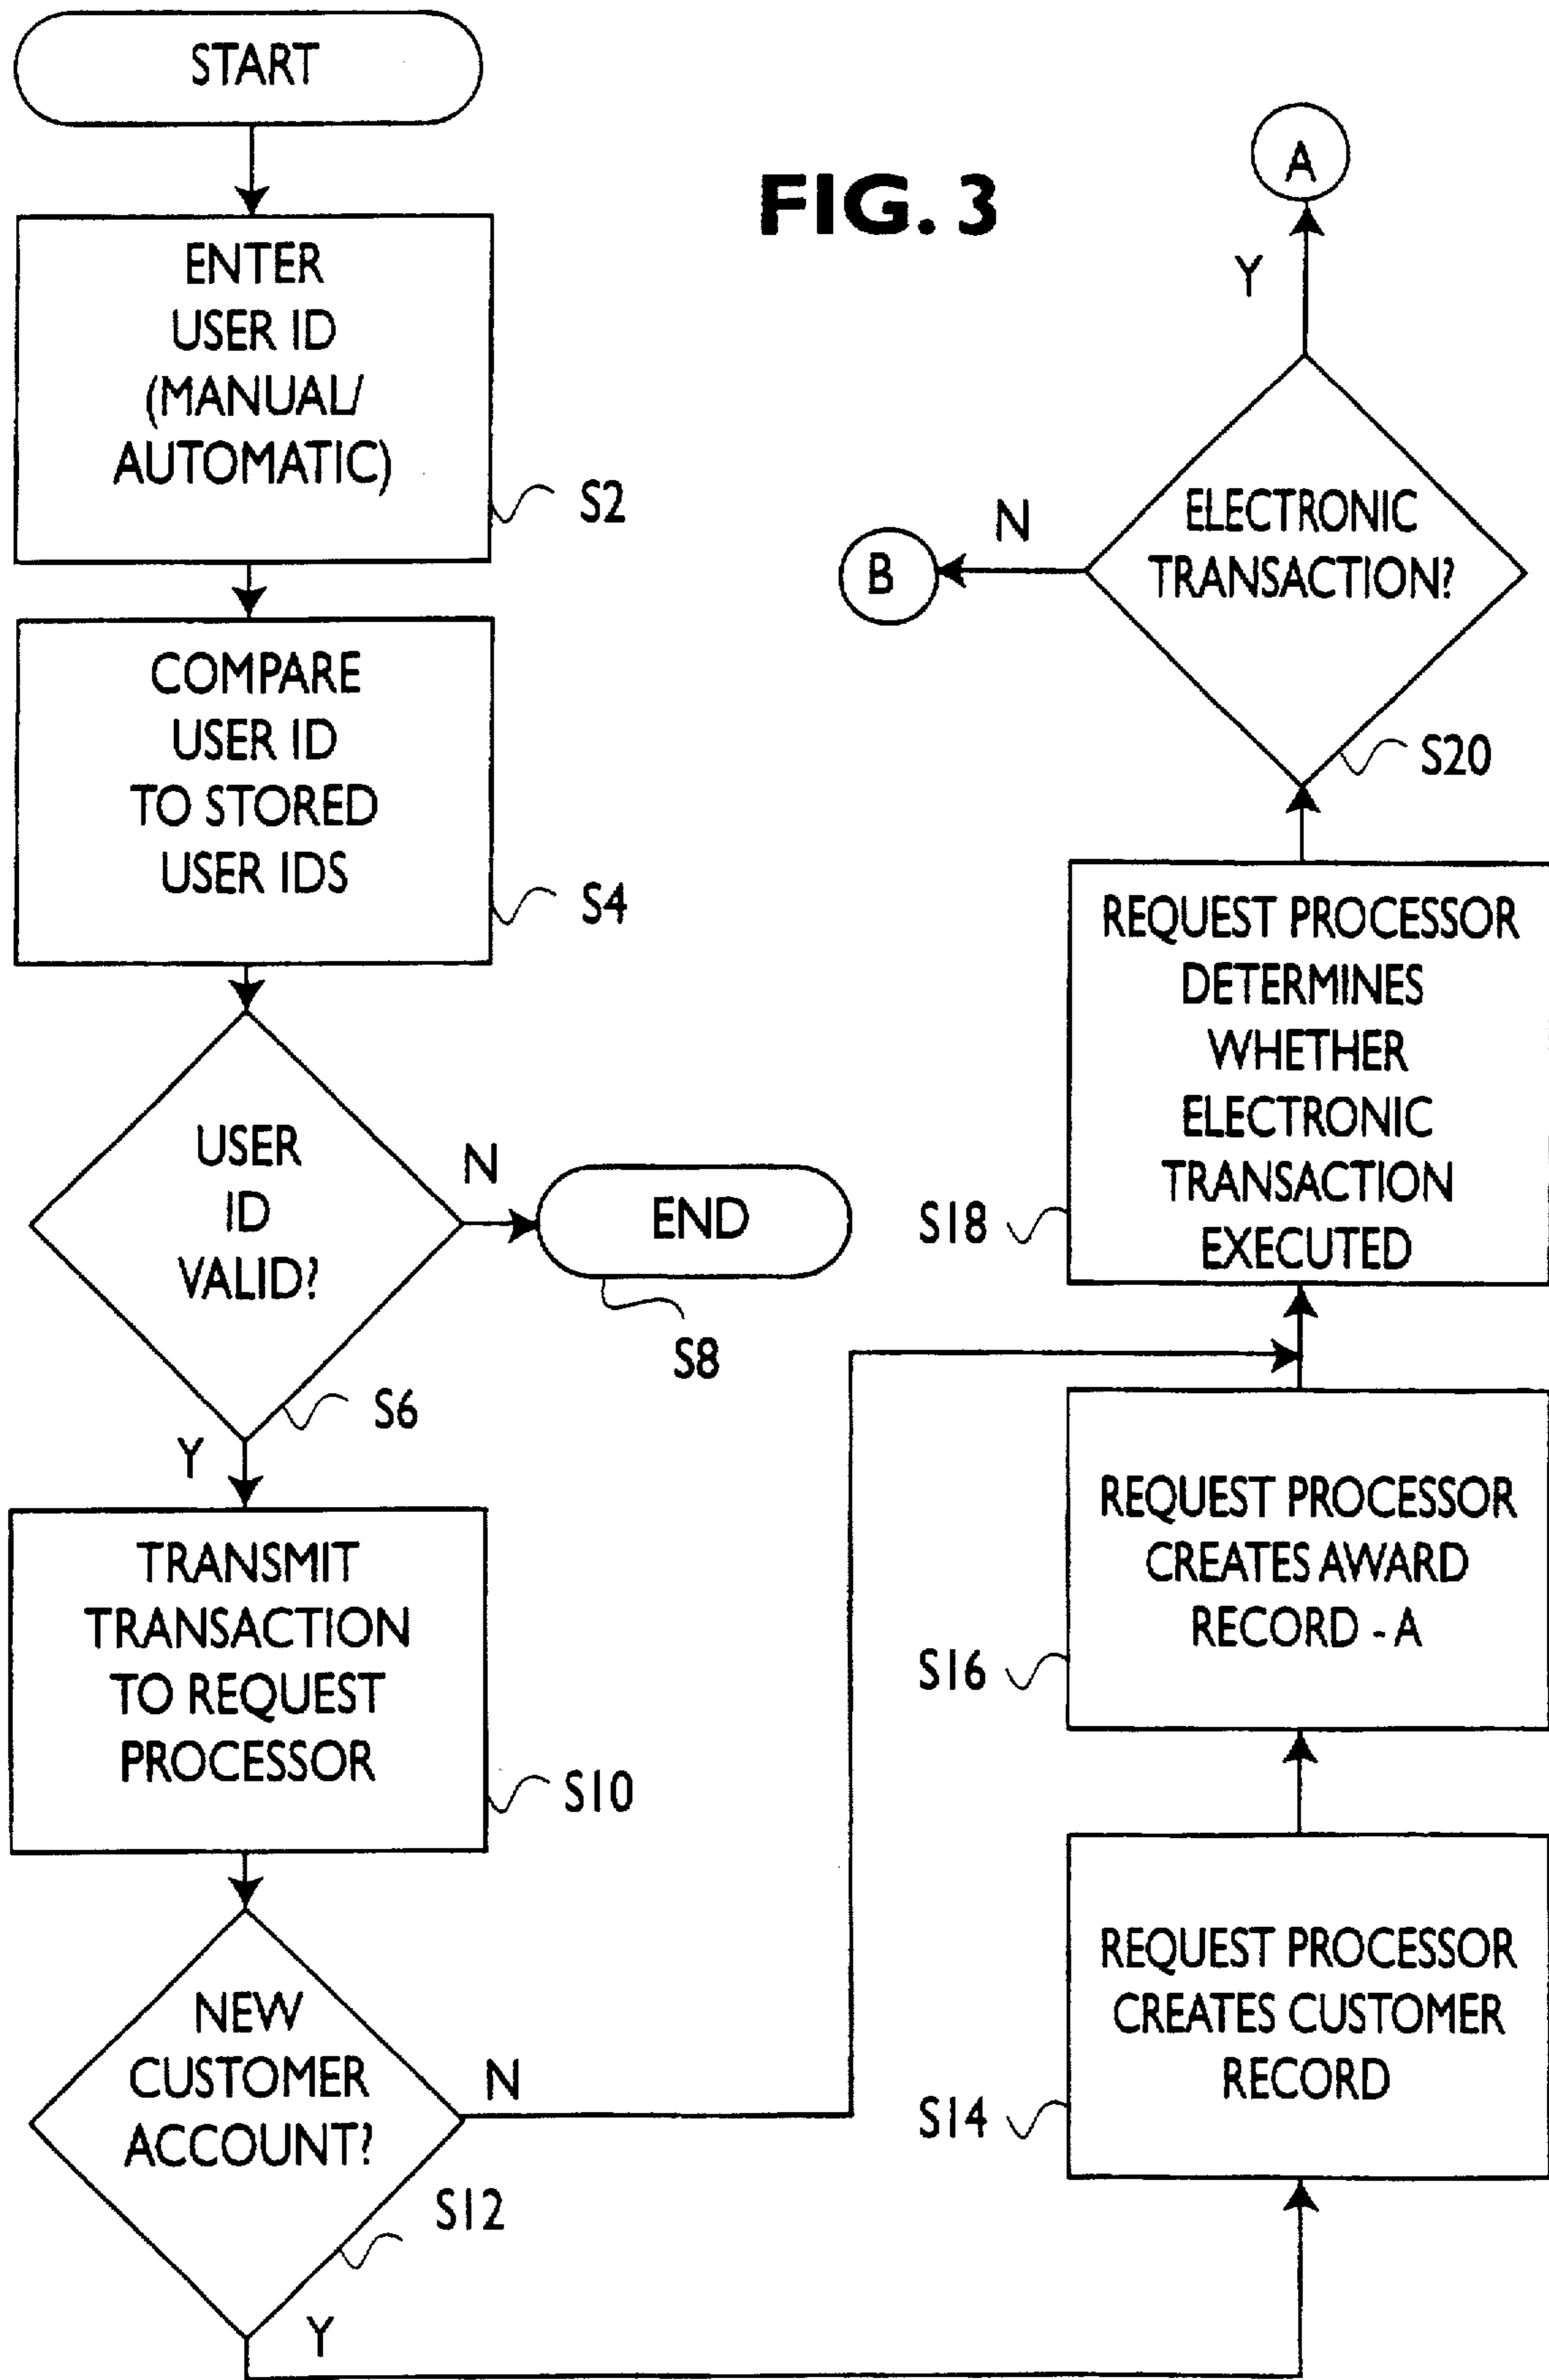 START
FIG. 3
ENTER
USER ID
(MANUAL/
AUTOMATIC)
S2
COMPARE
USER ID
TO STORED
USER IDS
S4
USER
ID
VALID?
N
END
S8
S6
Y
TRANSMIT
TRANSACTION
TO REQUEST
PROCESSOR
S10
NEW
CUSTOMER
ACCOUNT?
N
S12
Y
REQUEST PROCESSOR
CREATES CUSTOMER
RECORD
S14
REQUEST PROCESSOR
CREATES AWARD
RECORD - A
S16
REQUEST PROCESSOR
DETERMINES
WHETHER
ELECTRONIC
TRANSACTION
EXECUTED
S18
ELECTRONIC
TRANSACTION?
S20
N
B
Y
A